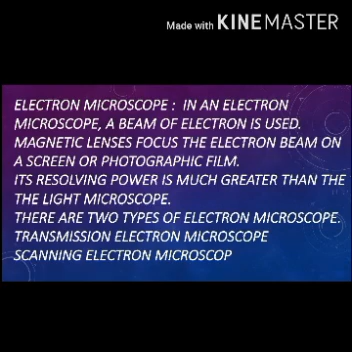 Made with KINEMASTER
ELECTRON MICROSCOPE : IN AN ELECTRON
MICROSCOPE, A BEAM OF ELECTRON IS USED.
MAGNETIC LENSES FOCUS THE ELECTRON BEAM ON
A SCREEN OR PHOTOGRAPHIC FILM.
ITS RESOLVING POWER IS MUCH GREATER THAN THE
THE LIGHT MICROSCOPE.
THERE ARE TWO TYPES OF ELECTRON MICROSCOPE.
TRANSMISSION ELECTRON MICROSCOPE
SCANNING ELECTRON MICROSCOP